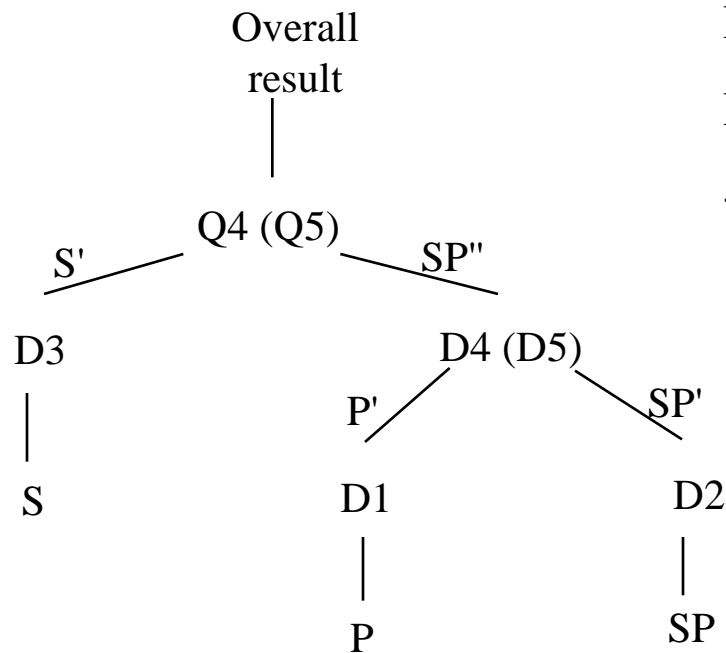 Overall
result
Q4 (Q5)
S'
SP"
D3
D4 (D5)
P'
SP'
S
D1
D2
P
SP